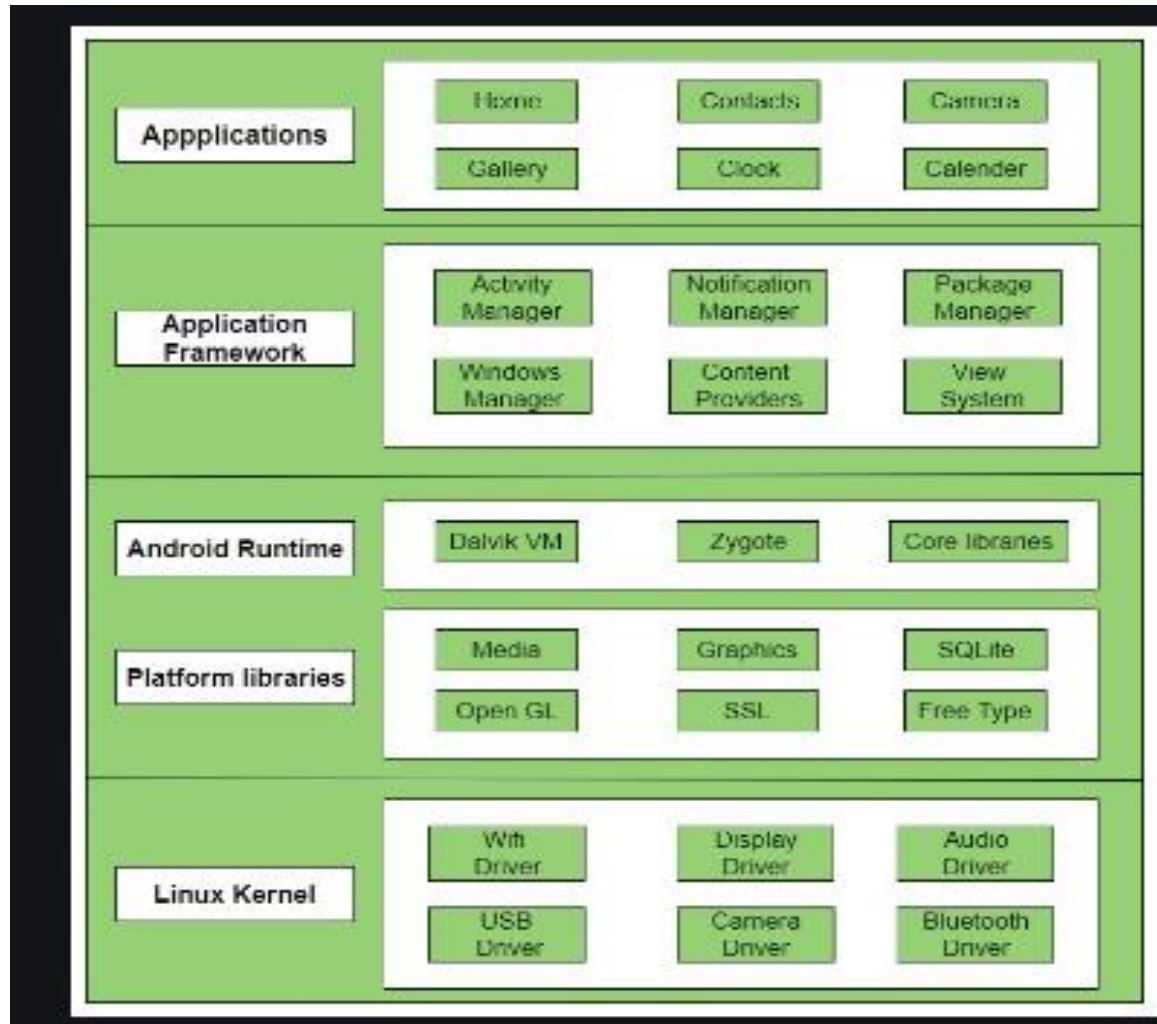 Appplications
Home
Contacts
Camera
Gallery
Clock
Calender
Application
Framework
Activity
Manager
Notification
Manager
Package
Manager
Windows
Manager
Content
Providers
View
System
Android Runtime
Dalvik VM
Zygote
Core libranes
Platform libraries
Media
Graphics
SQLite
Open GL
SSL
Free Type
Linux Kernel
Wifi
Driver
Display
Driver
Audio
Driver
USB
Driver
Camera
Driver
Bluetooth
Driver